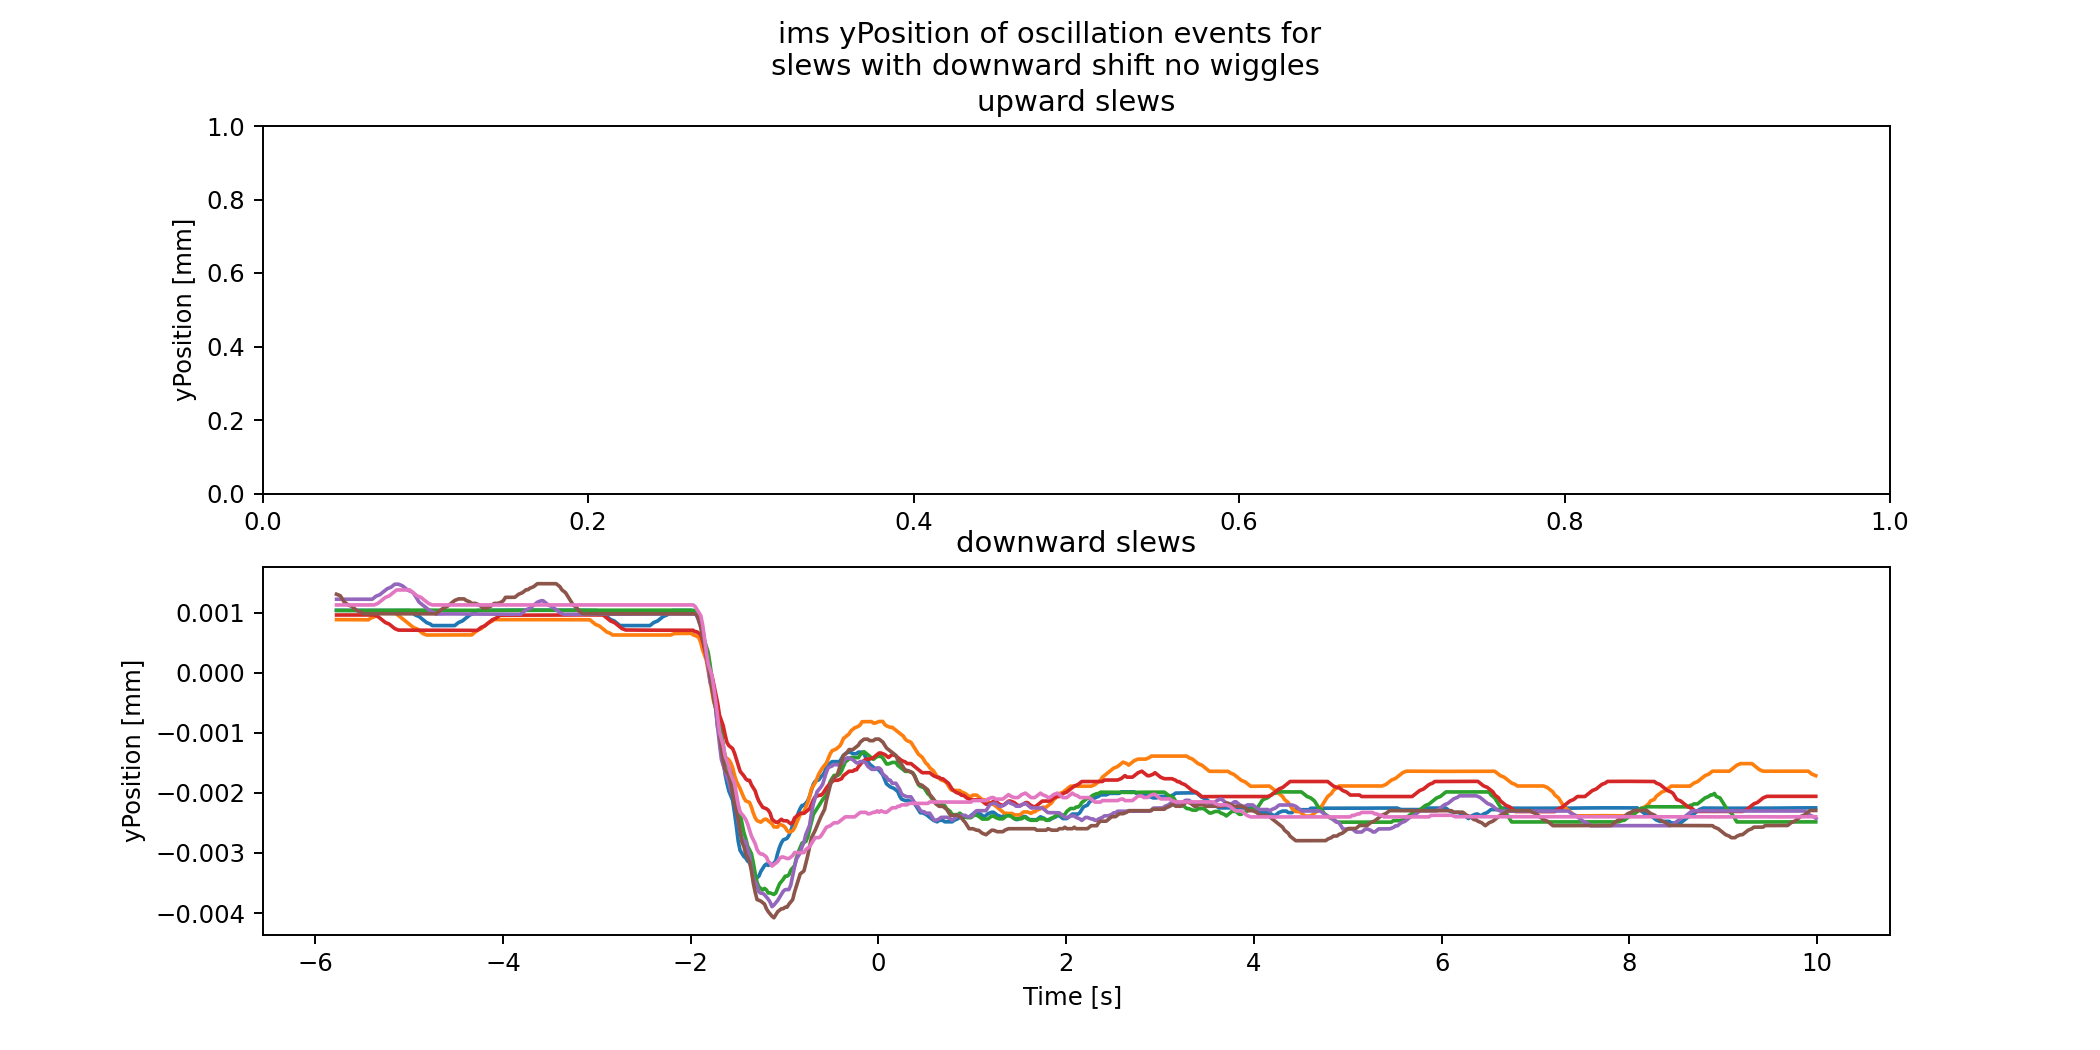 ims yPosition of oscillation events for
slews with downward shift no wiggles
upward slews
1.0
0.8
0.6
0.4
0.2
0.0
yPosition [mm]
0.0 0.2 0.4 0.6 0.8 1.0
downward slews
0.001
0.000
−0.001
−0.002
−0.003
−0.004
yPosition [mm]
−6 −4 −2 0 2 4 6 8 10
Time [s]